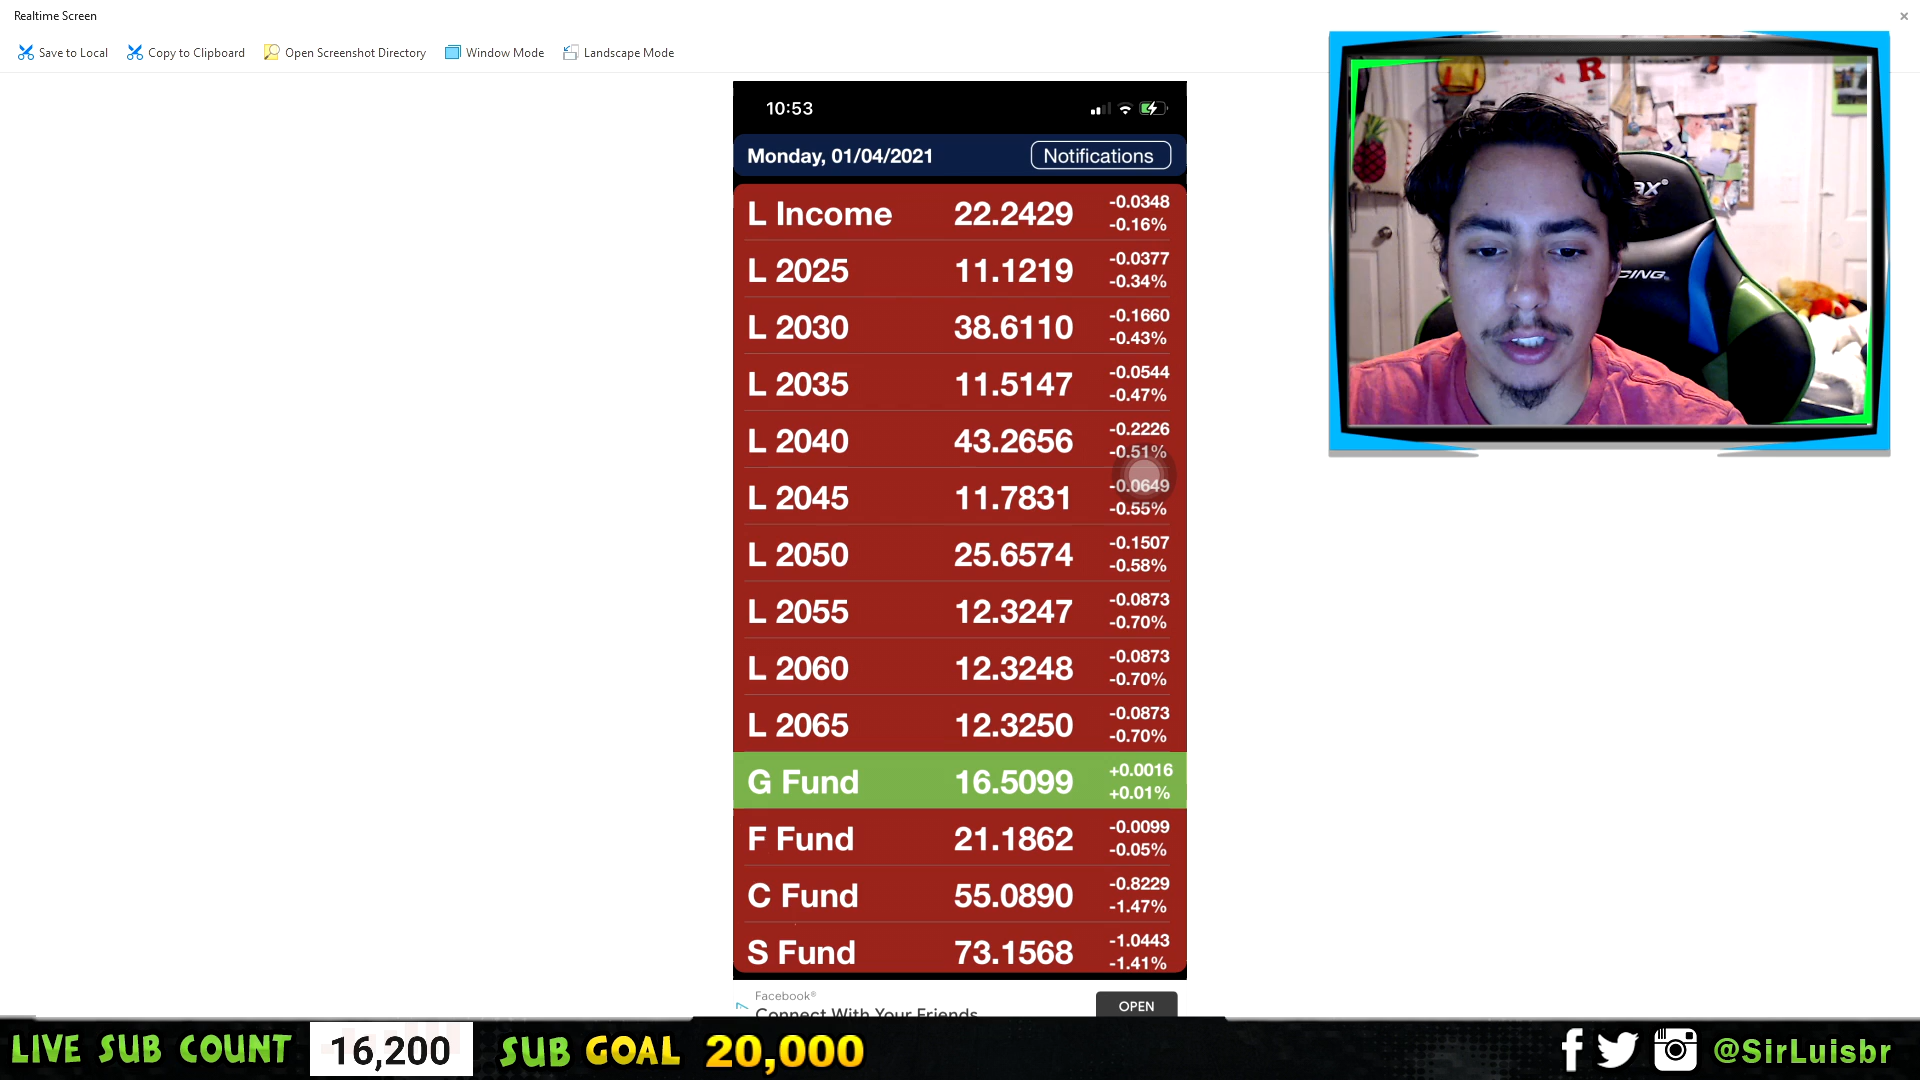 Realtime Screen
Save to Local Copy to Clipboard Open Screenshot Directory Window Mode Landscape Mode
10:53
Monday, 01/04/2021 Notifications
L Income 22.2429 -0.0348 -0.16%
L 2025 11.1219 -0.0377 -0.34%
L 2030 38.6110 -0.1660 -0.43%
L 2035 11.5147 -0.0544 -0.47%
L 2040 43.2656 -0.2226 -0.51%
L 2045 11.7831 -0.0649 -0.55%
L 2050 25.6574 -0.1507 -0.58%
L 2055 12.3247 -0.0873 -0.70%
L 2060 12.3248 -0.0873 -0.70%
L 2065 12.3250 -0.0873 -0.70%
G Fund 16.5099 +0.0016 +0.01%
F Fund 21.1862 -0.0099 -0.05%
C Fund 55.0890 -0.8229 -1.47%
S Fund 73.1568 -1.0443 -1.41%
Facebook®
Connect With Your Friends
OPEN
R
CING
LIVE SUB COUNT 16,200 SUB GOAL 20,000 @SirLuisbr